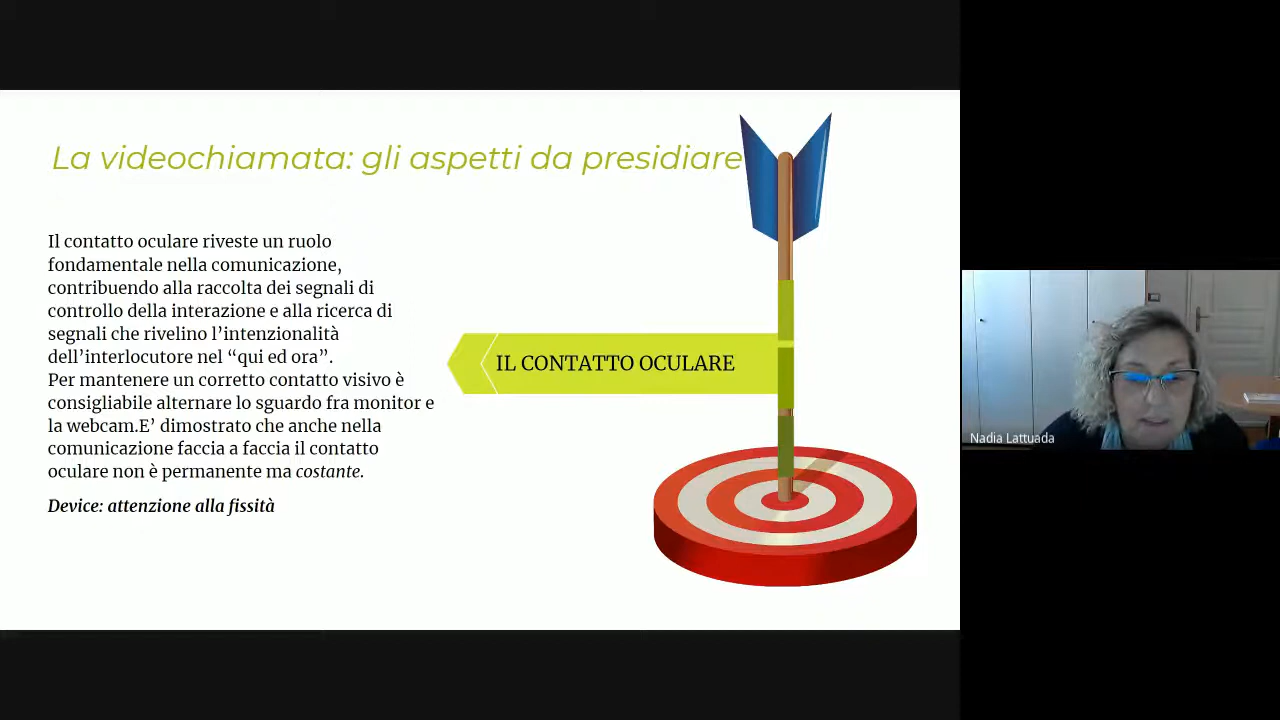 La videochiamata: gli aspetti da presidiare
Il contatto oculare riveste un ruolo
fondamentale nella comunicazione,
contribuendo alla raccolta dei segnali di
controllo della interazione e alla ricerca di
segnali che rivelino l’intenzionalità
dell’interlocutore nel “qui ed ora”.
Per mantenere un corretto contatto visivo è
consigliabile alternare lo sguardo fra monitor e
la webcam.E’ dimostrato che anche nella
comunicazione faccia a faccia il contatto
oculare non è permanente ma costante.
Device: attenzione alla fissità
IL CONTATTO OCULARE
Nadia Lattuada